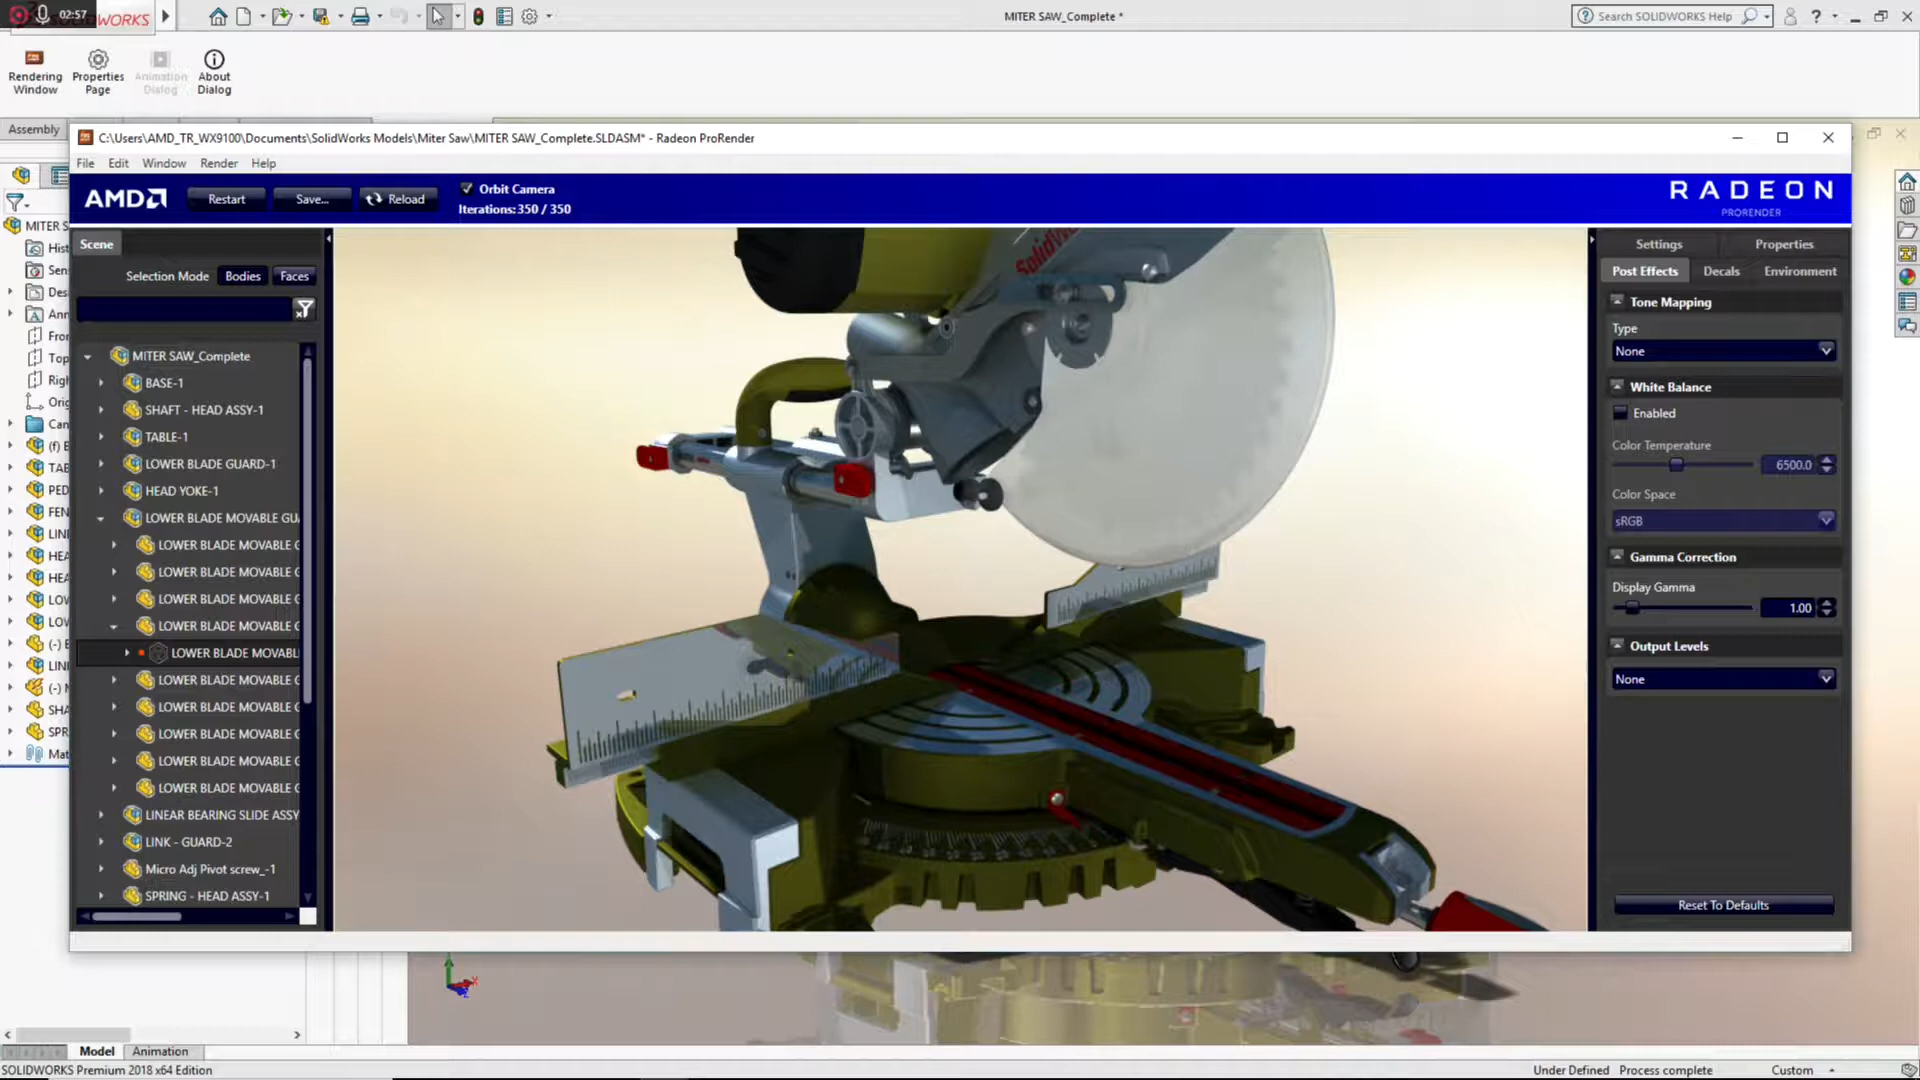 02:57
SOLIDWORKS
MITER SAW_Complete *
Search SOLIDWORKS Help
Rendering Window
Properties Page
Animation Dialog
About Dialog
Assembly
C:\Users\AMD_TR_WX9100\Documents\SolidWorks Models\Miter Saw\MITER SAW_Complete.SLDASM* - Radeon ProRender
File Edit Window Render Help
AMD
Restart
Save...
Reload
Orbit Camera
Iterations: 350 / 350
RADEON
PRORENDER
MITER S
Hist
Sens
Des
Ann
Fron
Top
Righ
Orig
Can
(f) B
TAB
PED
FEN
LINI
HEA
HEA
LOV
LOV
(-) E
LINI
(-) N
SHA
SPR
Mat
Scene
Selection Mode Bodies Faces
MITER SAW_Complete
BASE-1
SHAFT - HEAD ASSY-1
TABLE-1
LOWER BLADE GUARD-1
HEAD YOKE-1
LOWER BLADE MOVABLE GU
LOWER BLADE MOVABLE G
LOWER BLADE MOVABLE G
LOWER BLADE MOVABLE G
LOWER BLADE MOVABLE G
LOWER BLADE MOVABL
LOWER BLADE MOVABLE G
LOWER BLADE MOVABLE G
LOWER BLADE MOVABLE G
LOWER BLADE MOVABLE G
LOWER BLADE MOVABLE G
LINEAR BEARING SLIDE ASSY
LINK - GUARD-2
Micro Adj Pivot screw_-1
SPRING - HEAD ASSY-1
SolidWo
Settings Properties
Post Effects Decals Environment
Tone Mapping
Type
None
White Balance
Enabled
Color Temperature
6500.0
Color Space
sRGB
Gamma Correction
Display Gamma
1.00
Output Levels
None
Reset To Defaults
Model Animation
SOLIDWORKS Premium 2018 x64 Edition
Under Defined Process complete Custom